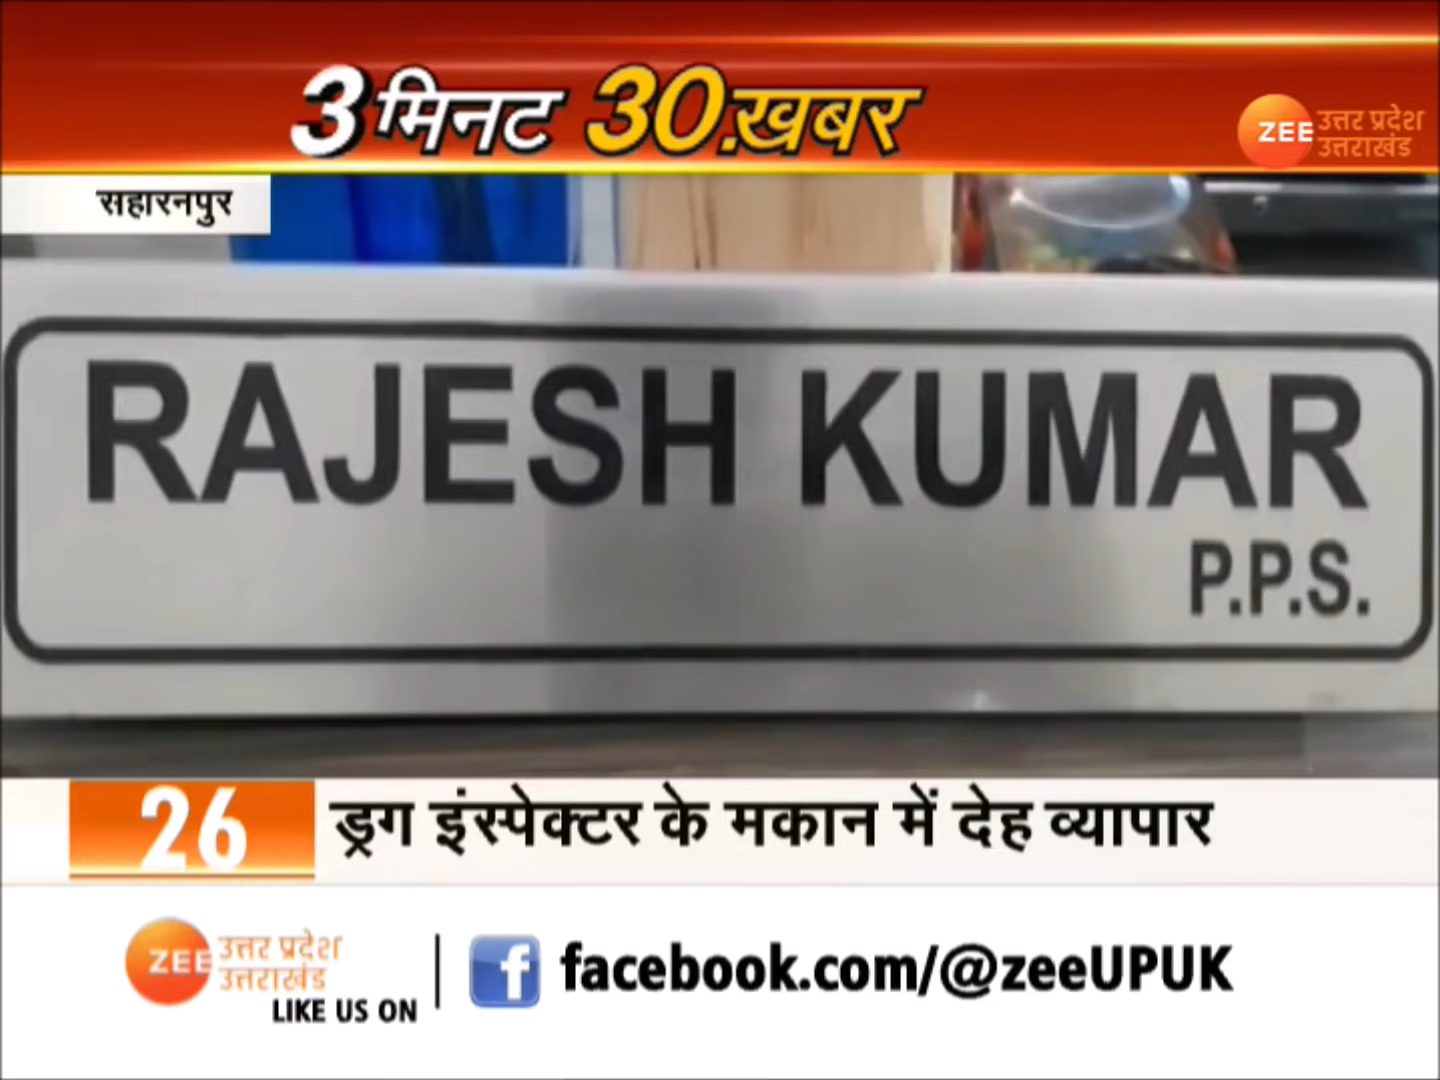 3 मिनट 30 ख़बर
ZEE उत्तर प्रदेश
उत्तराखंड
सहारनपुर
RAJESH KUMAR
P.P.S.
26 ड्रग इंस्पेक्टर के मकान में देह व्यापार
ZEE उत्तर प्रदेश
उत्तराखंड
LIKE US ON
facebook.com/@zeeUPUK